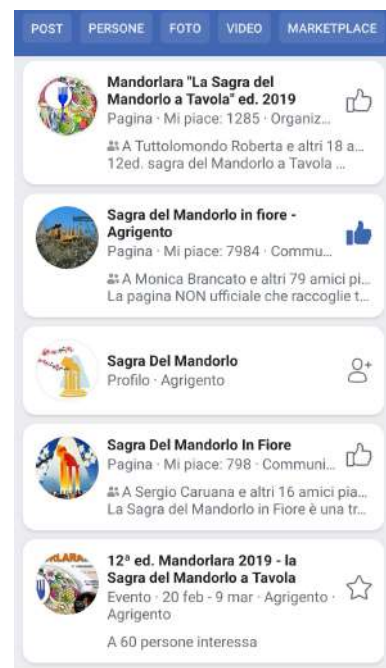 POST PERSONE FOTO VIDEO MARKETPLACE
Mandorlara "La Sagra del
Mandorlo a Tavola" ed. 2019
Pagina · Mi piace: 1285 · Organiz...
A Tuttolomondo Roberta e altri 18 a...
12ed. sagra del Mandorlo a Tavola ...
Sagra del Mandorlo in fiore -
Agrigento
Pagina · Mi piace: 7984 · Commu...
A Monica Brancato e altri 79 amici pi...
La pagina NON ufficiale che raccoglie t...
Sagra Del Mandorlo
Profilo · Agrigento
Sagra Del Mandorlo In Fiore
Pagina · Mi piace: 798 · Communi...
A Sergio Caruana e altri 16 amici pia...
La Sagra del Mandorlo in Fiore è una tr...
12ª ed. Mandorlara 2019 - la
Sagra del Mandorlo a Tavola
Evento · 20 feb - 9 mar · Agrigento ·
Agrigento
A 60 persone interessa